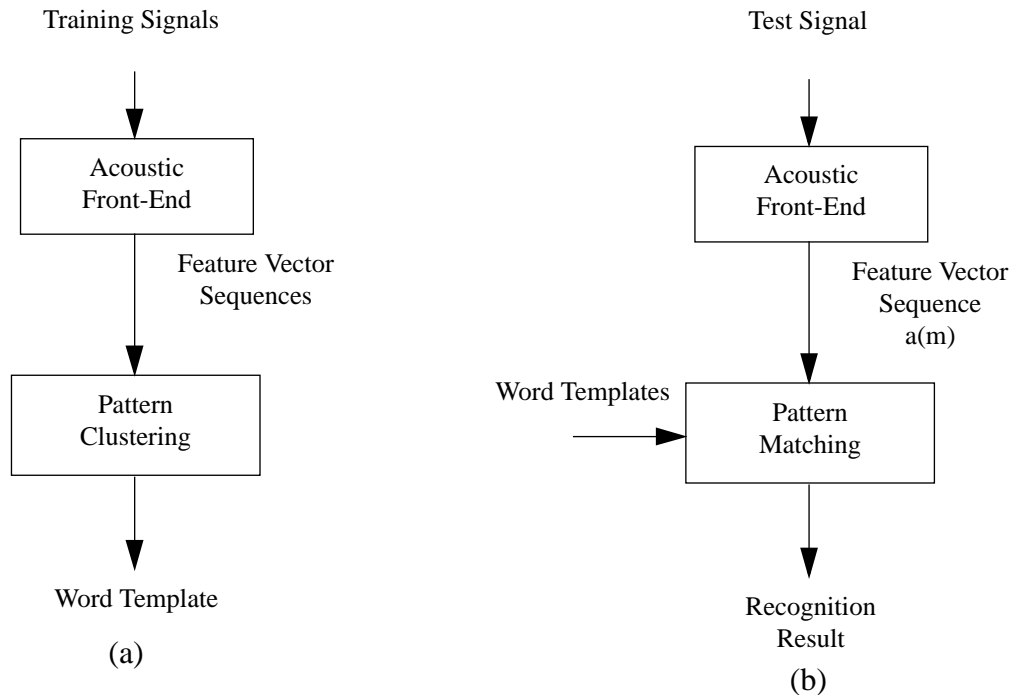 Training Signals
Acoustic
Front-End
Feature Vector
Sequences
Pattern
Clustering
Word Template
(a)
Test Signal
Acoustic
Front-End
Feature Vector
Sequence
a(m)
Word Templates
Pattern
Matching
Recognition
Result
(b)